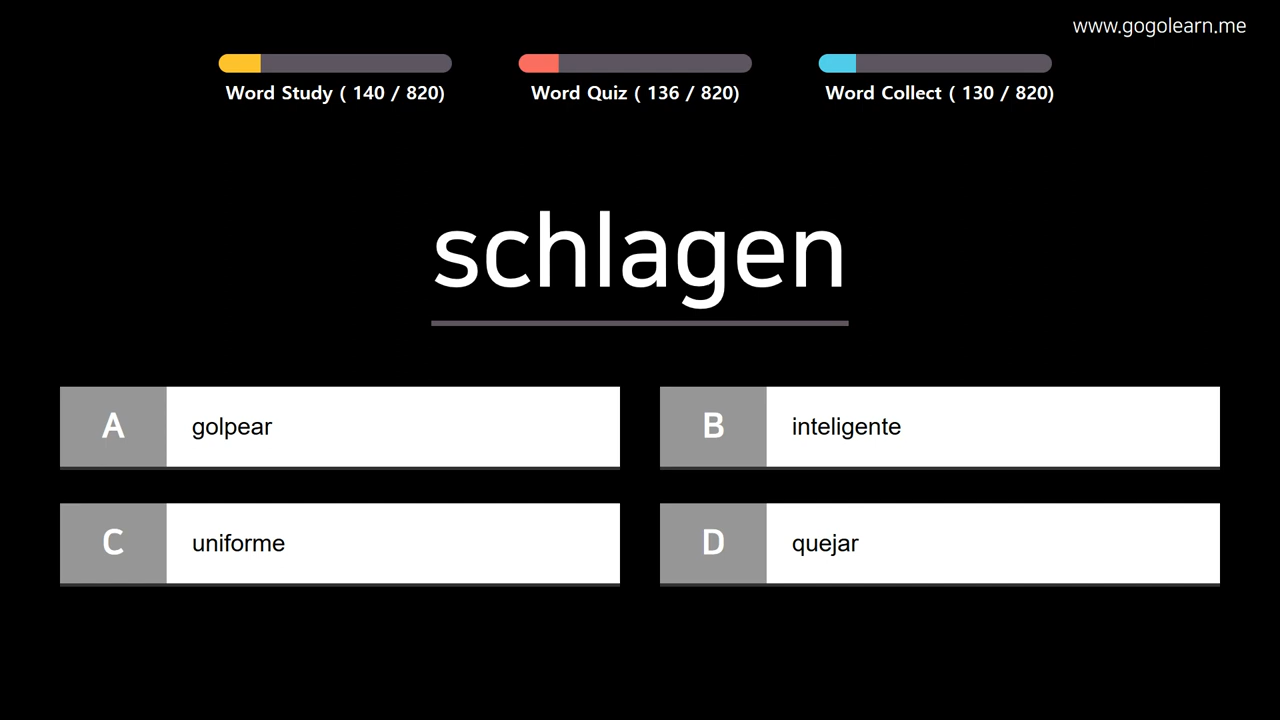 www.gogolearn.me
Word Study ( 140 / 820)
Word Quiz ( 136 / 820)
Word Collect ( 130 / 820)
schlagen
A golpear
B inteligente
C uniforme
D quejar